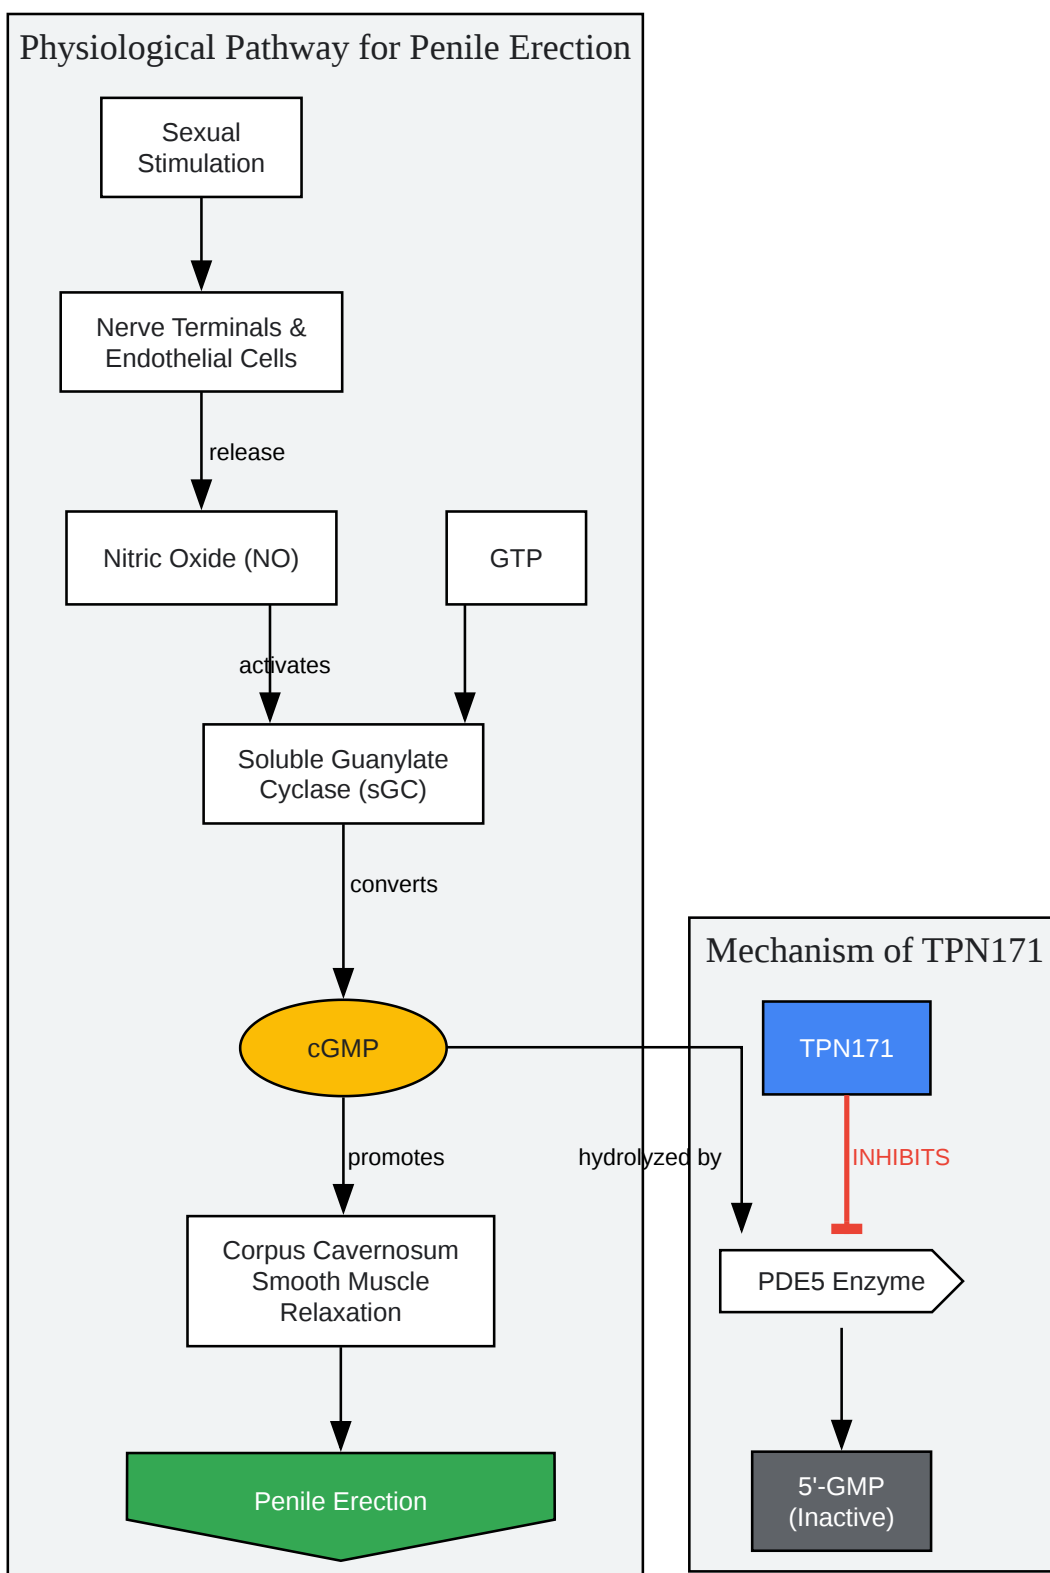 Physiological Pathway for Penile Erection
Sexual
Stimulation
Nerve Terminals &
Endothelial Cells
release
Nitric Oxide (NO)
GTP
activates
Soluble Guanylate
Cyclase (sGC)
converts
cGMP
promotes
hydrolyzed by
Corpus Cavernosum
Smooth Muscle
Relaxation
Penile Erection
Mechanism of TPN171
TPN171
INHIBITS
PDE5 Enzyme
5'-GMP
(Inactive)